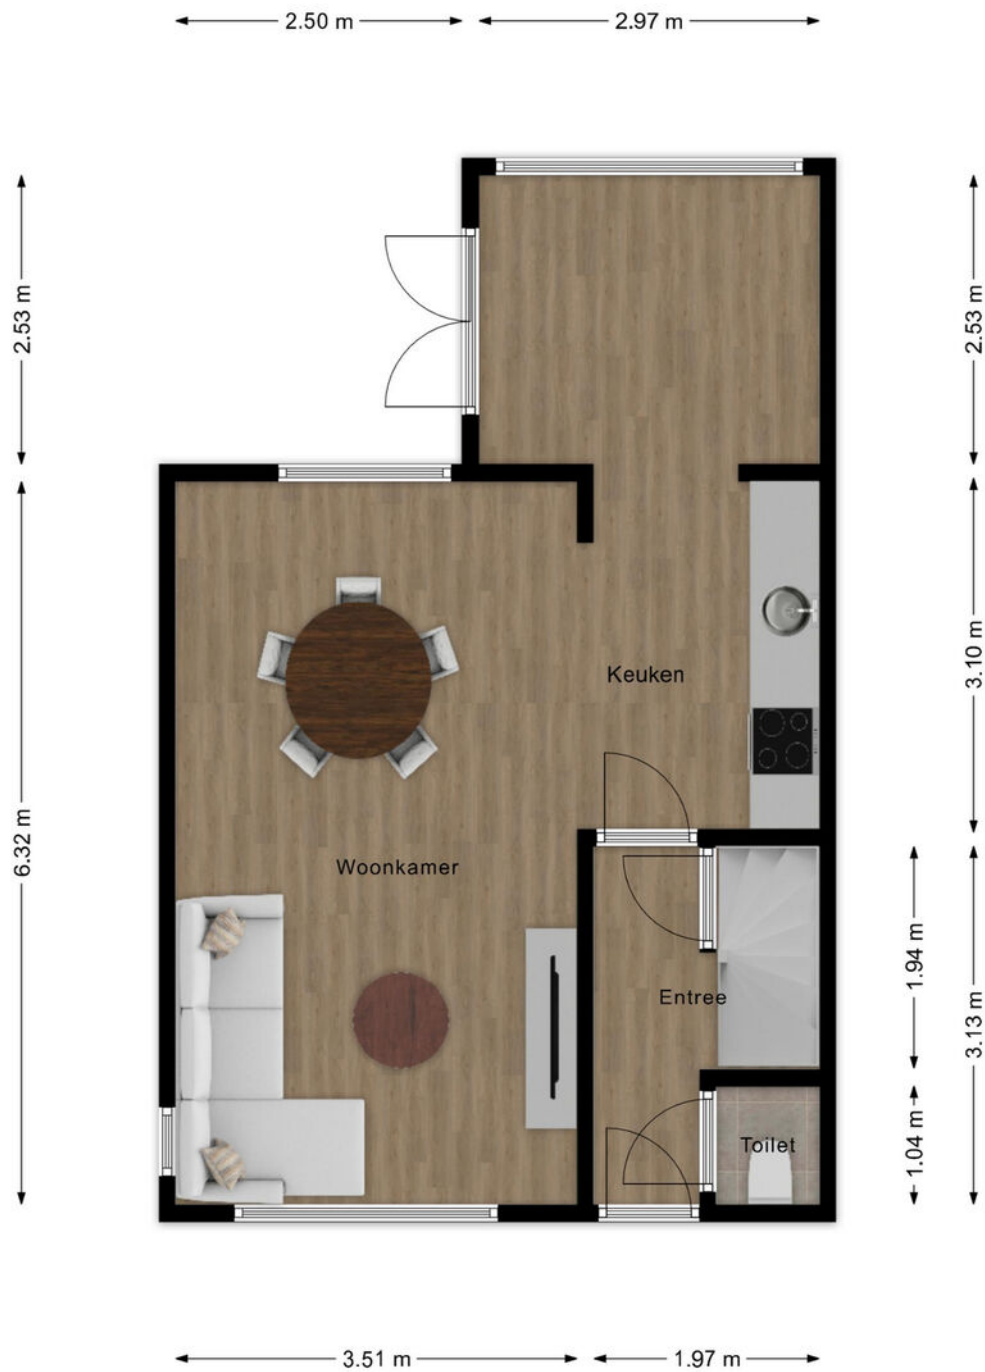 2.50 m
2.97 m
2.53 m
2.53 m
6.32 m
3.10 m
Keuken
Woonkamer
1.94 m
Entree
3.13 m
1.04 m
Toilet
3.51 m
1.97 m